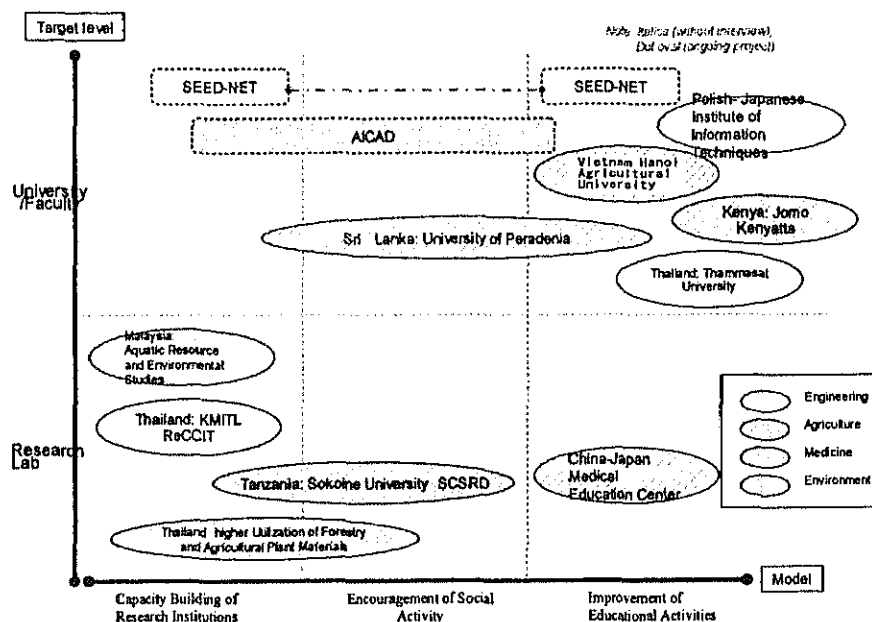 Target level
Note: Italica (without interview),
Dot oval (ongoing project)
SEED-NET
SEED-NET
Polish- Japanese
Institute of
Information
Techniques
AICAD
Vietnam Hanoi
Agricultural
University
University
/Faculty
Kenya: Jomo
Kenyatta
Sri Lanka: University of Peradenia
Thailand: Thammasat
University
Malaysia:
Aquatic Resource
and Environmental
Studies
Engineering
Thailand: KMITL
ReCCIT
Agriculture
Research
Lab
Medicine
China-Japan
Medical
Education Center
Tanzania: Sokoine University SCSRD
Environment
Thailand higher Utilization of Forestry
and Agricultural Plant Materials
Model
Capacity Building of
Research Institutions
Encouragement of Social
Activity
Improvement of
Educational Activities